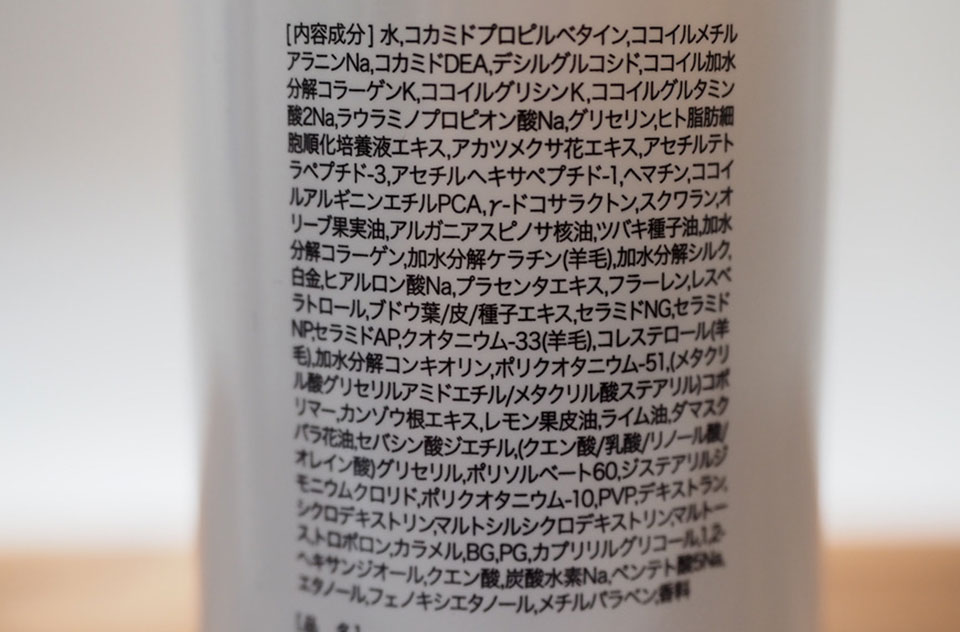 [内容成分] 水,コカミドプロピルベタイン,ココイルメチル
アラニンNa,コカミドDEA,デシルグルコシド,ココイル加水
分解コラーゲンK,ココイルグリシンK,ココイルグルタミン
酸2Na,ラウラミノプロピオン酸Na,グリセリン,ヒト脂肪細
胞順化培養液エキス,アカツメクサ花エキス,アセチルテト
ラペプチド-3,アセチルヘキサペプチド-1,ヘマチン,ココイ
ルアルギニンエチルPCA,γ-ドコサラクトン,スクワラン,オ
リーブ果実油,アルガニアスピノサ核油,ツバキ種子油,加水
分解コラーゲン,加水分解ケラチン(羊毛),加水分解シルク,
白金,ヒアルロン酸Na,プラセンタエキス,フラーレン,レスベ
ラトロール,ブドウ葉/皮/種子エキス,セラミドNG,セラミド
NP,セラミドAP,クオタニウム-33(羊毛),コレステロール(羊
毛),加水分解コンキオリン,ポリクオタニウム-51,(メタクリ
ル酸グリセリルアミドエチル/メタクリル酸ステアリル)コポ
リマー,カンゾウ根エキス,レモン果皮油,ライム油,ダマスク
バラ花油,セバシン酸ジエチル,(クエン酸/乳酸/リノール酸/
オレイン酸)グリセリル,ポリソルベート60,ジステアリルジ
モニウムクロリド,ポリクオタニウム-10,PVP,デキストラン,
シクロデキストリン,マルトシルシクロデキストリン,マルトー
ス,トロポロン,カラメル,BG,PG,カプリリルグリコール,1,2-
ヘキサンジオール,クエン酸,炭酸水素Na,ペンテト酸5Na,
エタノール,フェノキシエタノール,メチルパラベン,香料